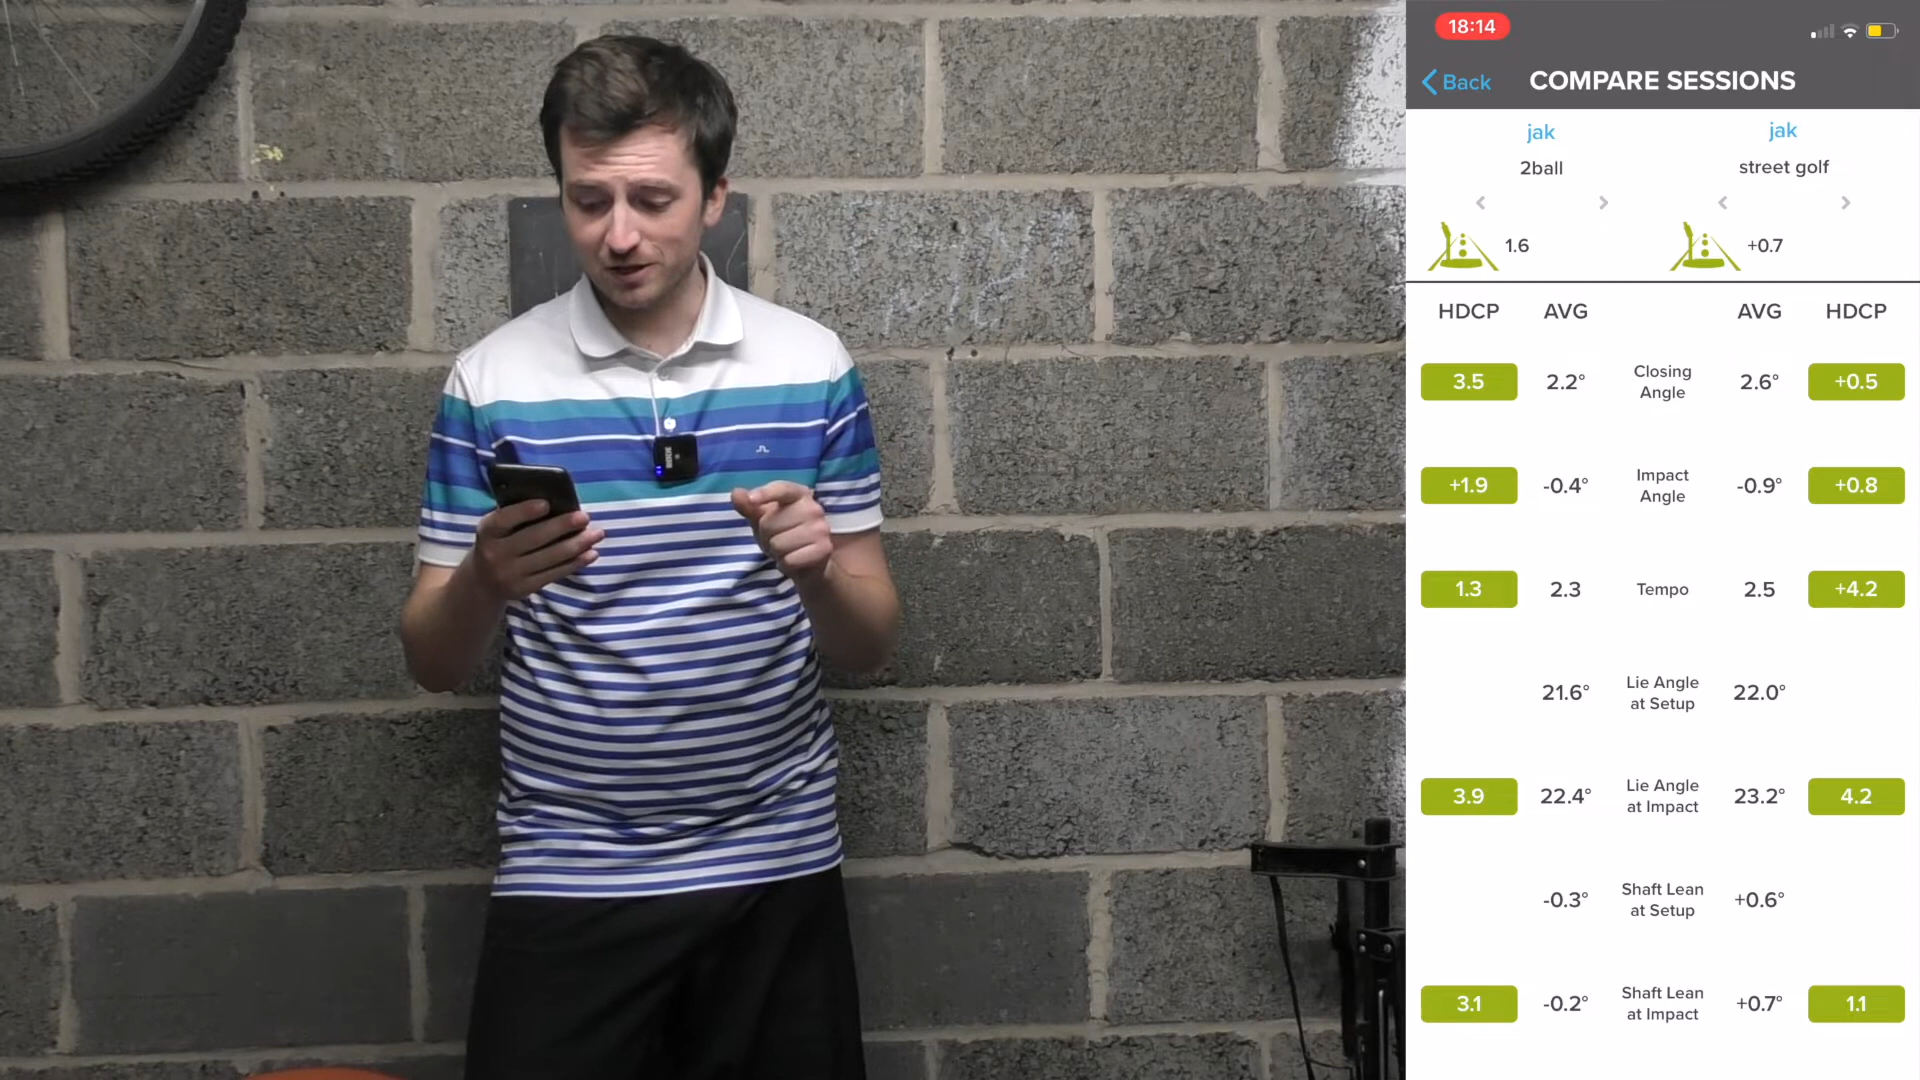 18:14
Back
COMPARE SESSIONS
jak
jak
2ball
street golf
1.6
+0.7
HDCP AVG AVG HDCP
3.5 2.2° Closing Angle 2.6° +0.5
+1.9 -0.4° Impact Angle -0.9° +0.8
1.3 2.3 Tempo 2.5 +4.2
21.6° Lie Angle at Setup 22.0°
3.9 22.4° Lie Angle at Impact 23.2° 4.2
-0.3° Shaft Lean at Setup +0.6°
3.1 -0.2° Shaft Lean at Impact +0.7° 1.1